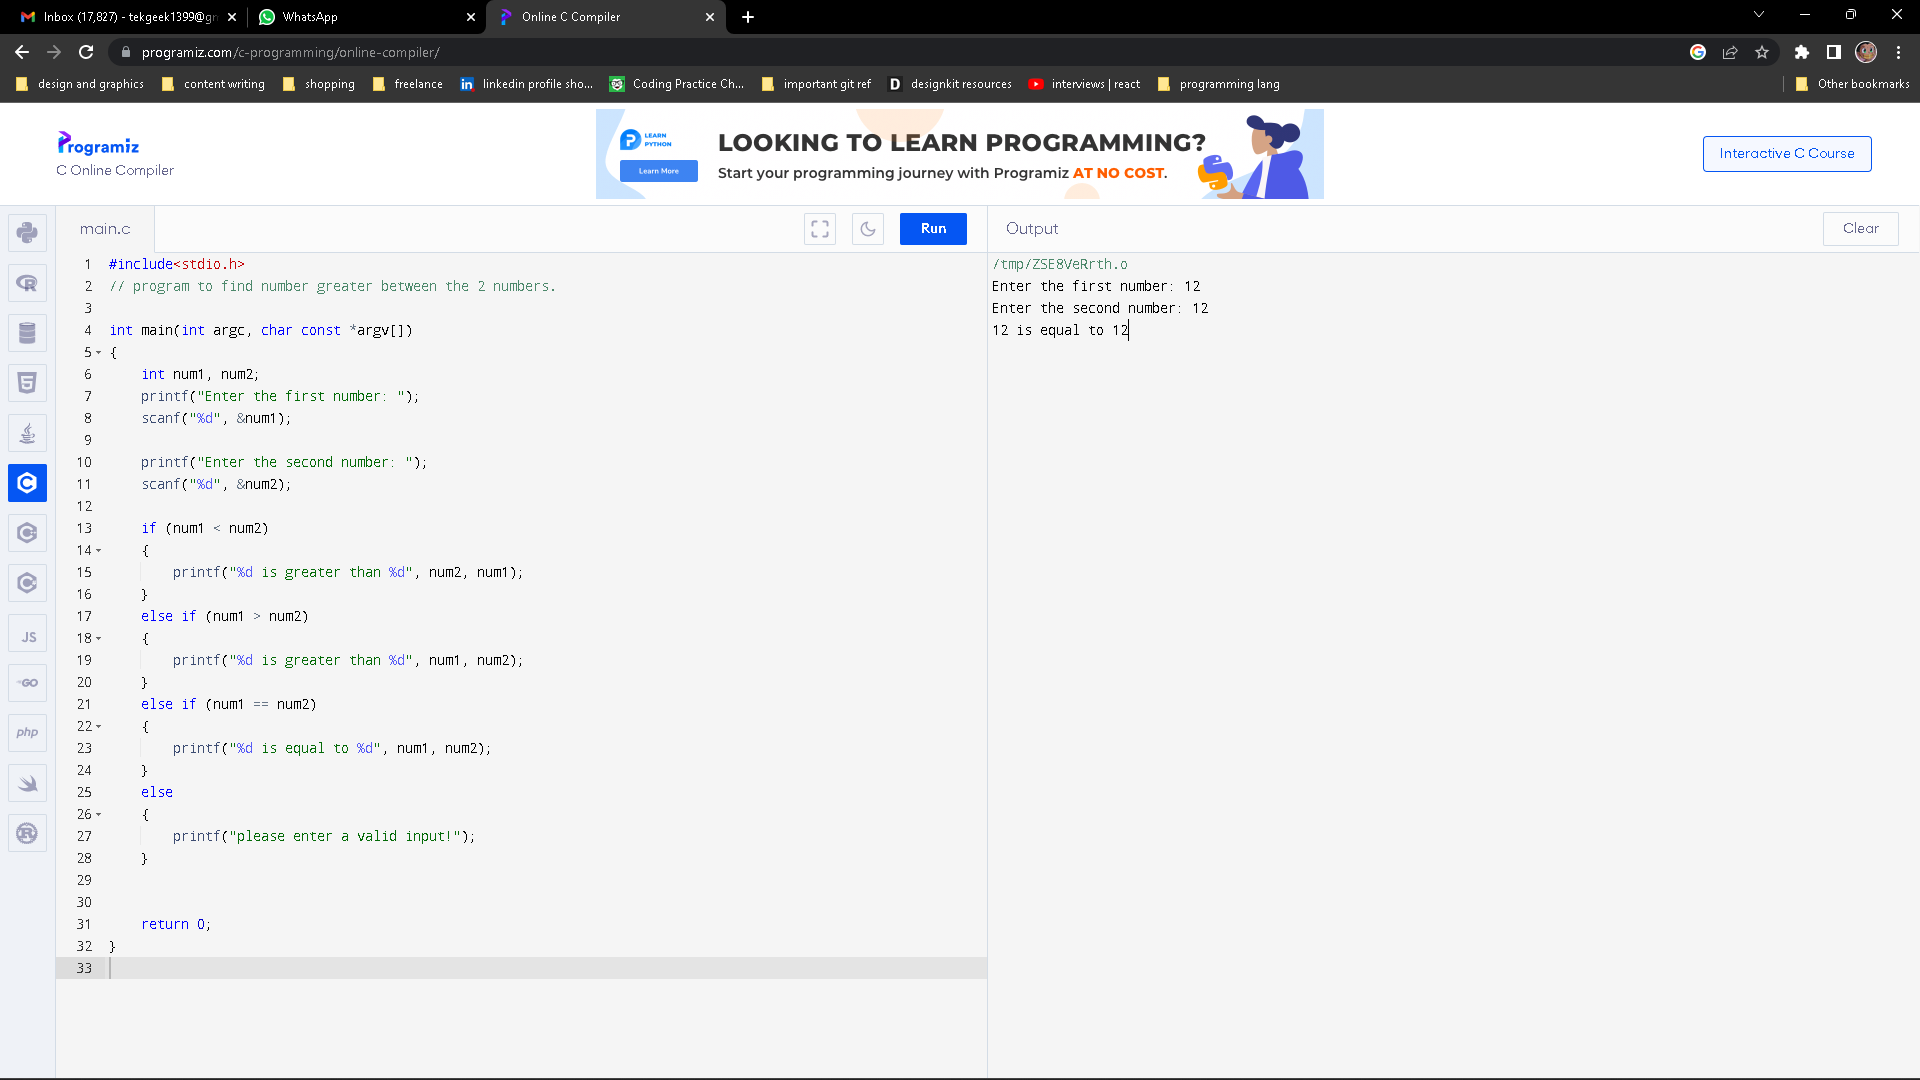 Inbox (17,827) - tekgeek1399@gn
WhatsApp
Online C Compiler
programiz.com/c-programming/online-compiler/
design and graphics
content writing
shopping
freelance
linkedin profile sho...
Coding Practice Ch...
important git ref
designkit resources
interviews | react
programming lang
Other bookmarks
Programiz
C Online Compiler
LEARN
PYTHON
Learn More
LOOKING TO LEARN PROGRAMMING?
Start your programming journey with Programiz AT NO COST.
Interactive C Course
main.c
Run
Output
Clear
1 #include<stdio.h>
2 // program to find number greater between the 2 numbers.
3
4 int main(int argc, char const *argv[])
5 {
6     int num1, num2;
7     printf("Enter the first number: ");
8     scanf("%d", &num1);
9
10     printf("Enter the second number: ");
11     scanf("%d", &num2);
12
13     if (num1 < num2)
14     {
15         printf("%d is greater than %d", num2, num1);
16     }
17     else if (num1 > num2)
18     {
19         printf("%d is greater than %d", num1, num2);
20     }
21     else if (num1 == num2)
22     {
23         printf("%d is equal to %d", num1, num2);
24     }
25     else
26     {
27         printf("please enter a valid input!");
28     }
29
30
31     return 0;
32 }
33
/tmp/ZSE8VeRrth.o
Enter the first number: 12
Enter the second number: 12
12 is equal to 12
JS
GO
php